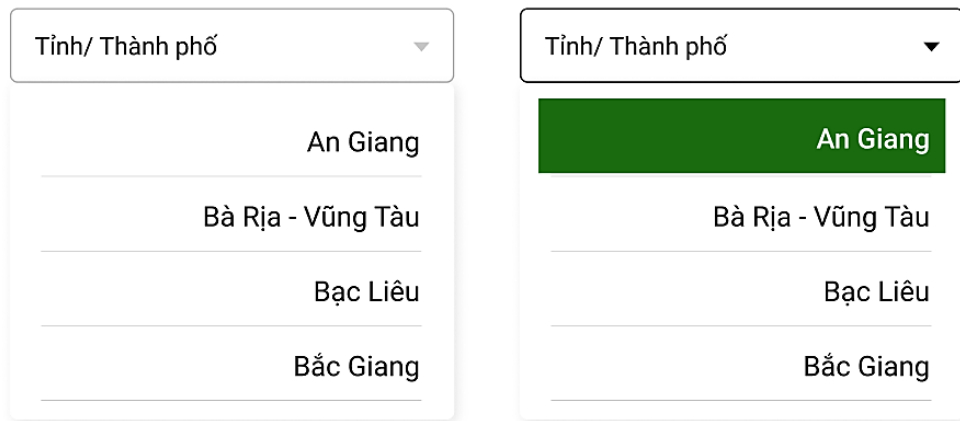 Tỉnh/ Thành phố
An Giang
Bà Rịa - Vũng Tàu
Bạc Liêu
Bắc Giang
Tỉnh/ Thành phố
An Giang
Bà Rịa - Vũng Tàu
Bạc Liêu
Bắc Giang